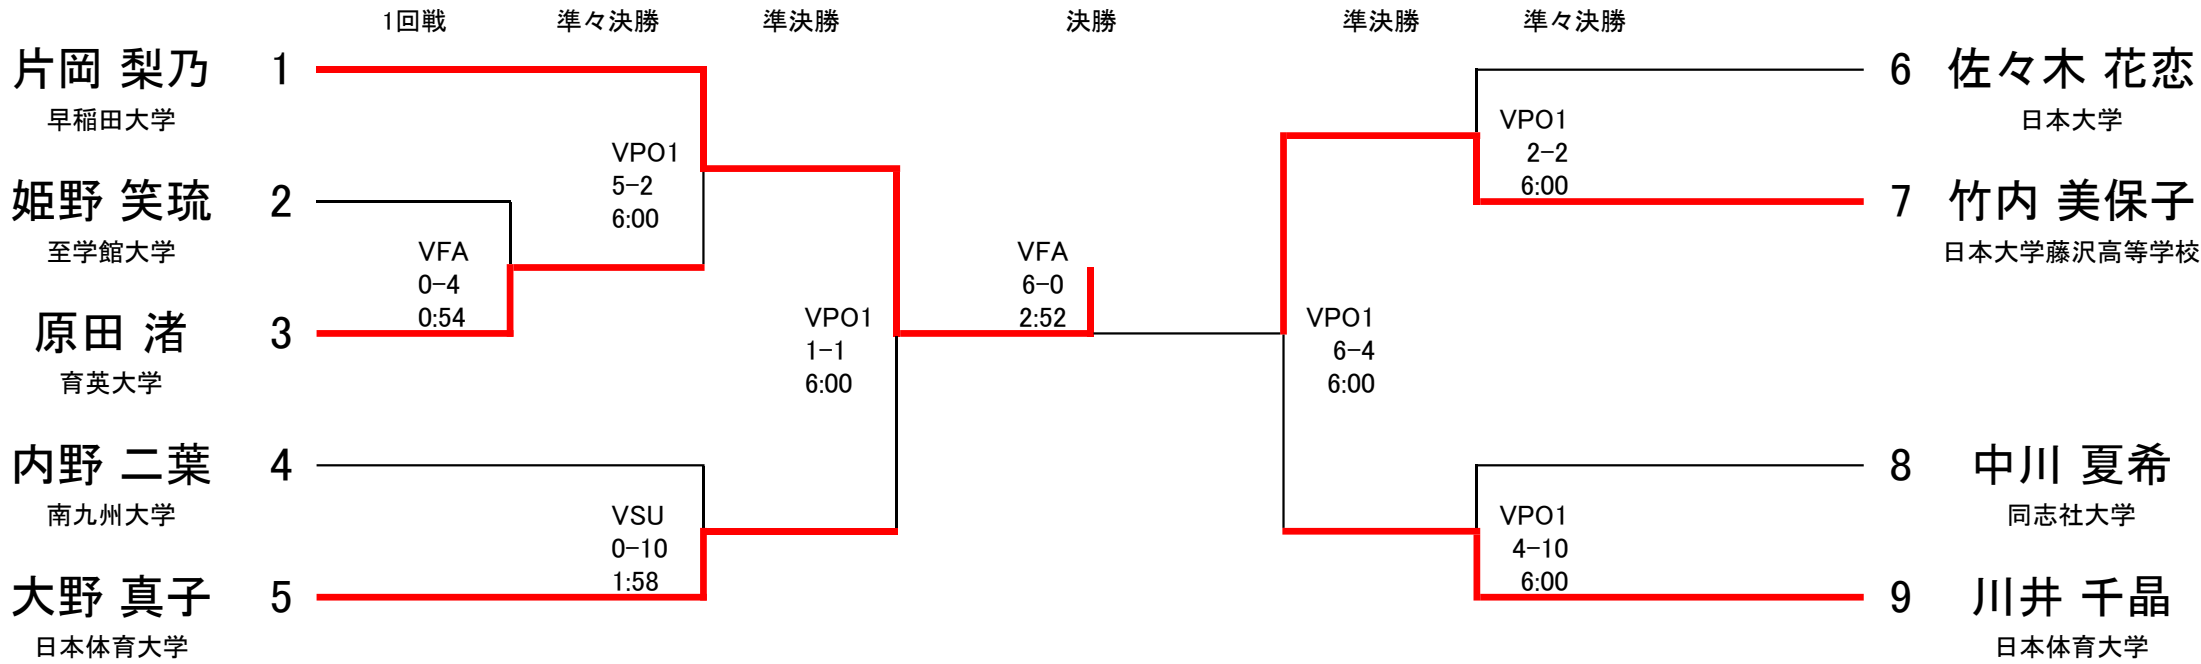 1回戦 準々決勝 準決勝 決勝 準決勝 準々決勝
片岡 梨乃 1
早稲田大学
姫野 笑琉 2
至学館大学
原田 渚 3
育英大学
内野 二葉 4
南九州大学
大野 真子 5
日本体育大学
VFA
0-4
0:54
VPO1
5-2
6:00
VSU
0-10
1:58
VPO1
1-1
6:00
VFA
6-0
2:52
VPO1
6-4
6:00
VPO1
2-2
6:00
VPO1
4-10
6:00
6 佐々木 花恋
日本大学
7 竹内 美保子
日本大学藤沢高等学校
8 中川 夏希
同志社大学
9 川井 千晶
日本体育大学